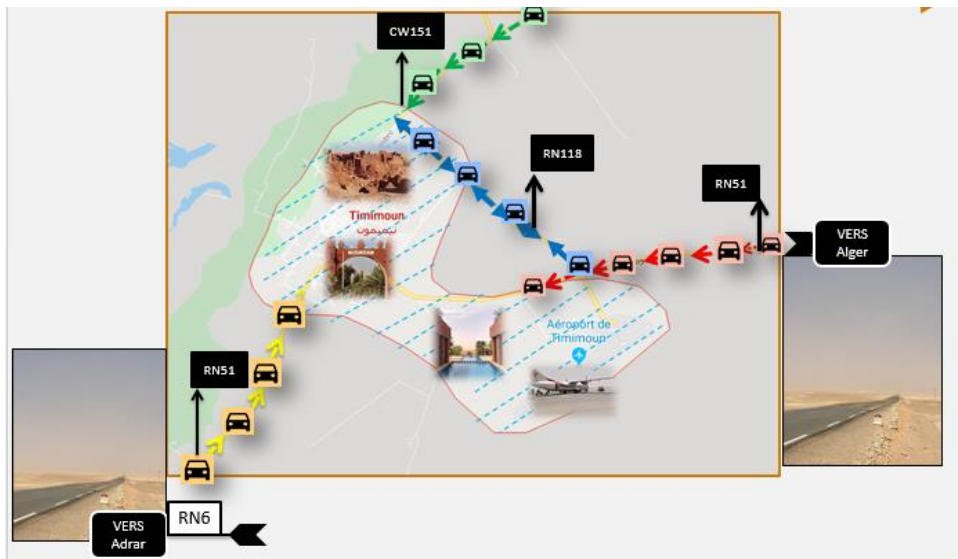 CW151
RN118
RN51
VERS
Alger
Timimoun
تيميمون
Aéroport de
Timimoun
RN51
RN6
VERS
Adrar